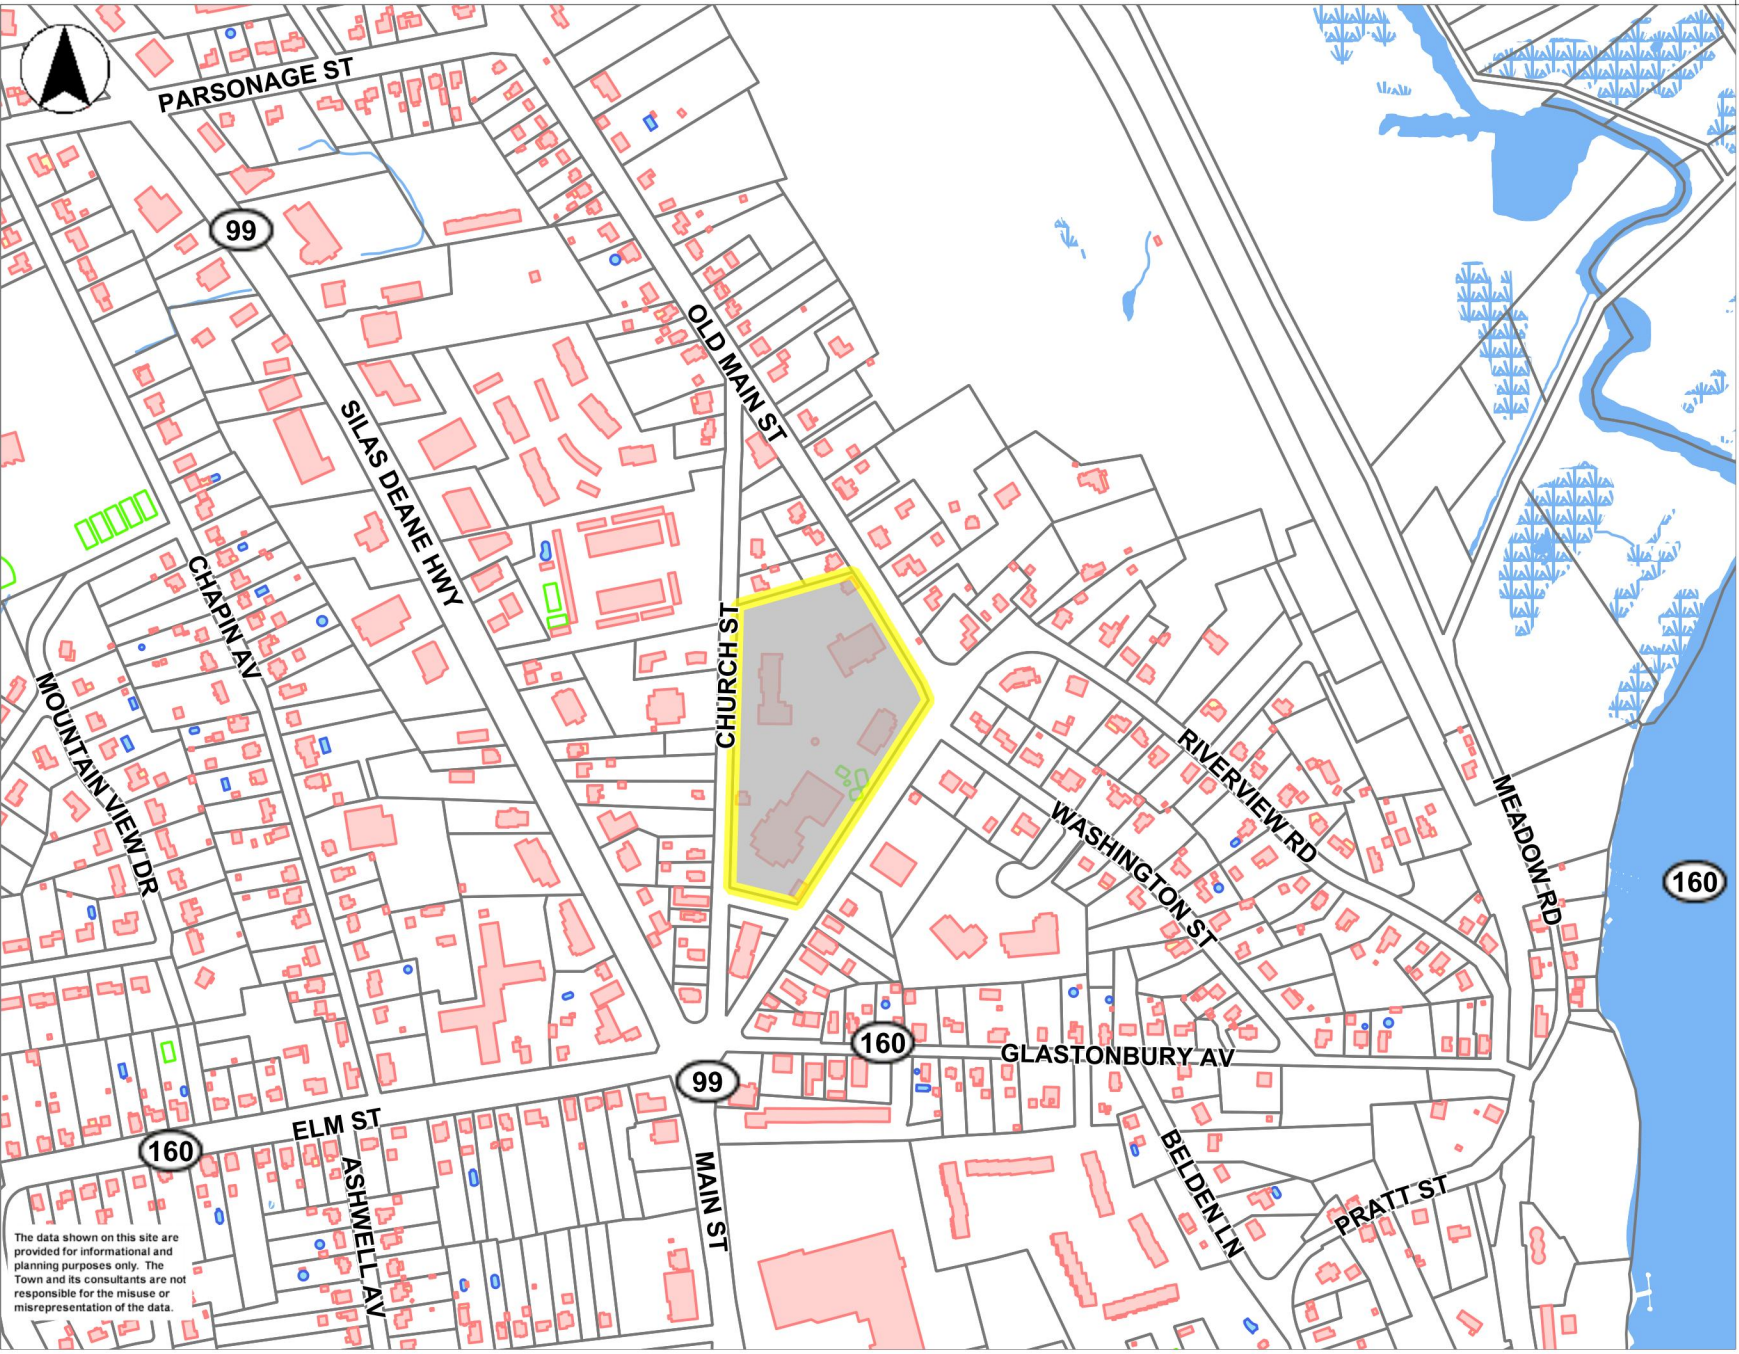 PARSONAGE ST
99
OLD MAIN ST
SILAS DEANE HWY
CHAPIN AV
CHURCH ST
MOUNTAIN VIEW DR
RIVERVIEW RD
WASHINGTON ST
MEADOW RD
160
160
GLASTONBURY AV
99
ELM ST
160
ASHWELL AV
MAIN ST
BELDEN LN
PRATT ST
The data shown on this site are
provided for informational and
planning purposes only. The
Town and its consultants are not
responsible for the misuse or
misrepresentation of the data.